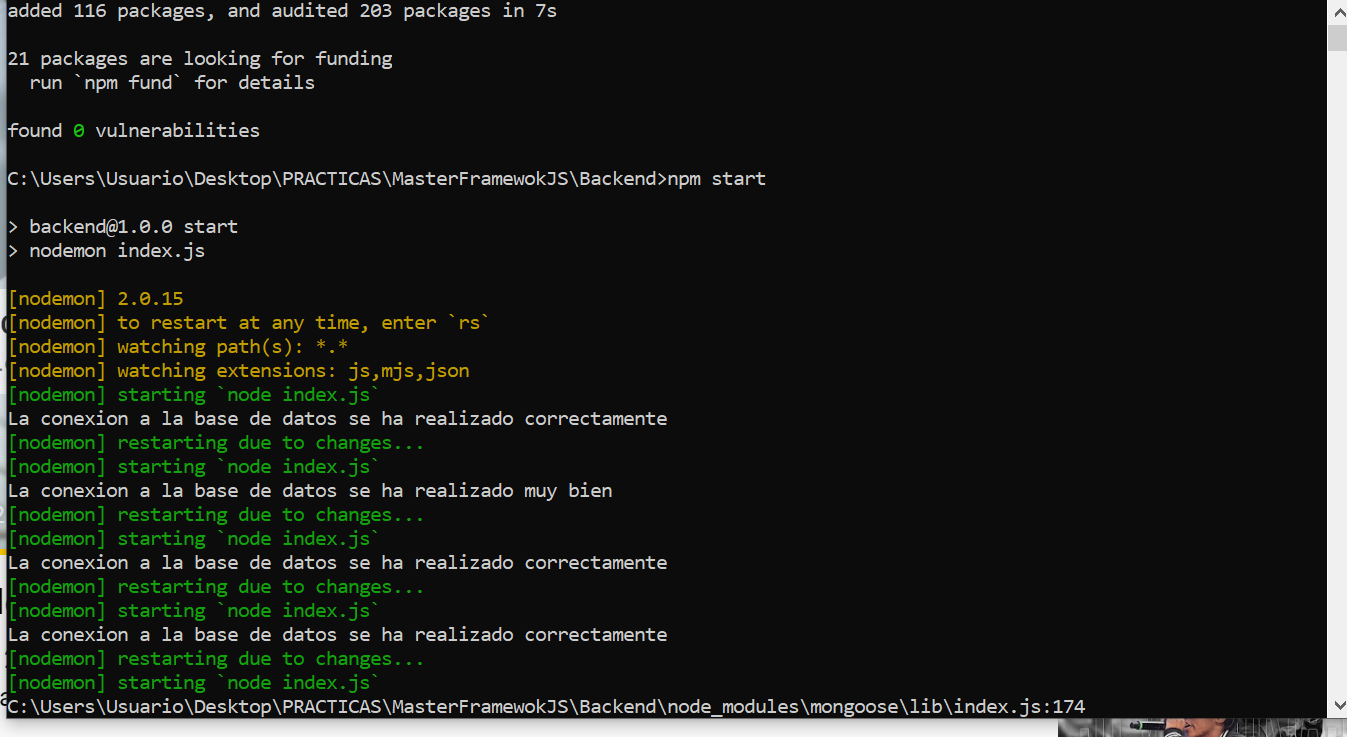 added 116 packages, and audited 203 packages in 7s
21 packages are looking for funding
run `npm fund` for details
found 0 vulnerabilities
C:\Users\Usuario\Desktop\PRACTICAS\MasterFramewokJS\Backend>npm start
> backend@1.0.0 start
> nodemon index.js
[nodemon] 2.0.15
[nodemon] to restart at any time, enter `rs`
[nodemon] watching path(s): *.*
[nodemon] watching extensions: js,mjs,json
[nodemon] starting `node index.js`
La conexion a la base de datos se ha realizado correctamente
[nodemon] restarting due to changes...
[nodemon] starting `node index.js`
La conexion a la base de datos se ha realizado muy bien
[nodemon] restarting due to changes...
[nodemon] starting `node index.js`
La conexion a la base de datos se ha realizado correctamente
[nodemon] restarting due to changes...
[nodemon] starting `node index.js`
La conexion a la base de datos se ha realizado correctamente
[nodemon] restarting due to changes...
[nodemon] starting `node index.js`
C:\Users\Usuario\Desktop\PRACTICAS\MasterFramewokJS\Backend\node_modules\mongoose\lib\index.js:174